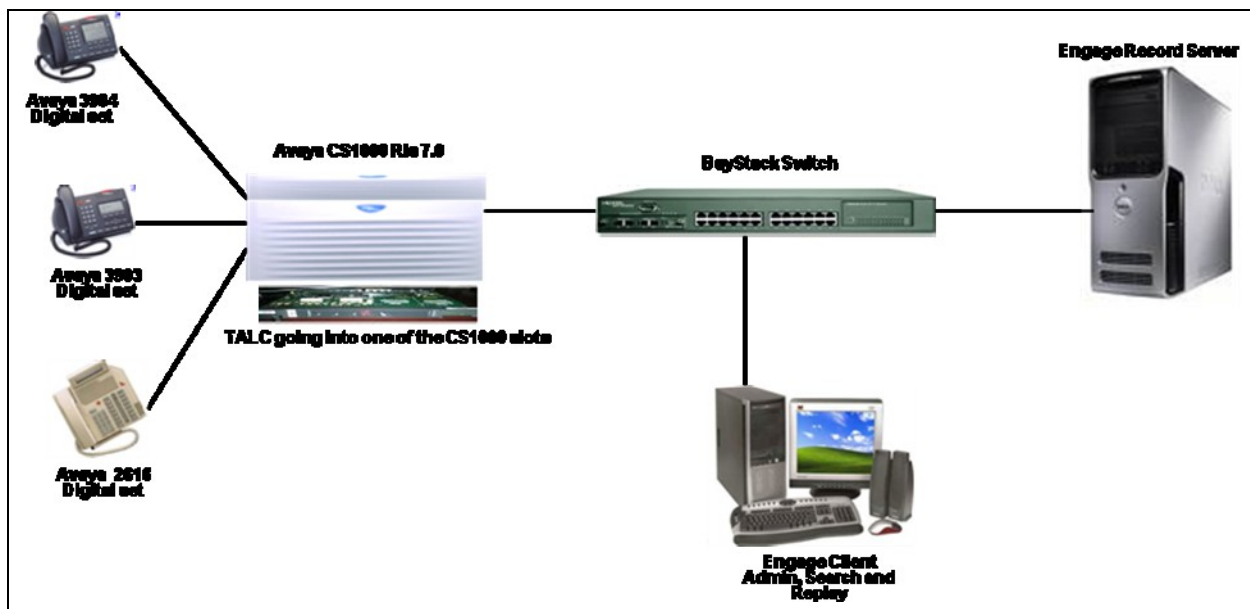 Engage Record Server
Avaya 3904
Digital set
Avaya CS1000 Rls 7.0
BayStack Switch
Avaya 3903
Digital set
TALC going into one of the CS1000 slots
Avaya 2616
Digital set
Engage Client
Admin, Search and
Replay